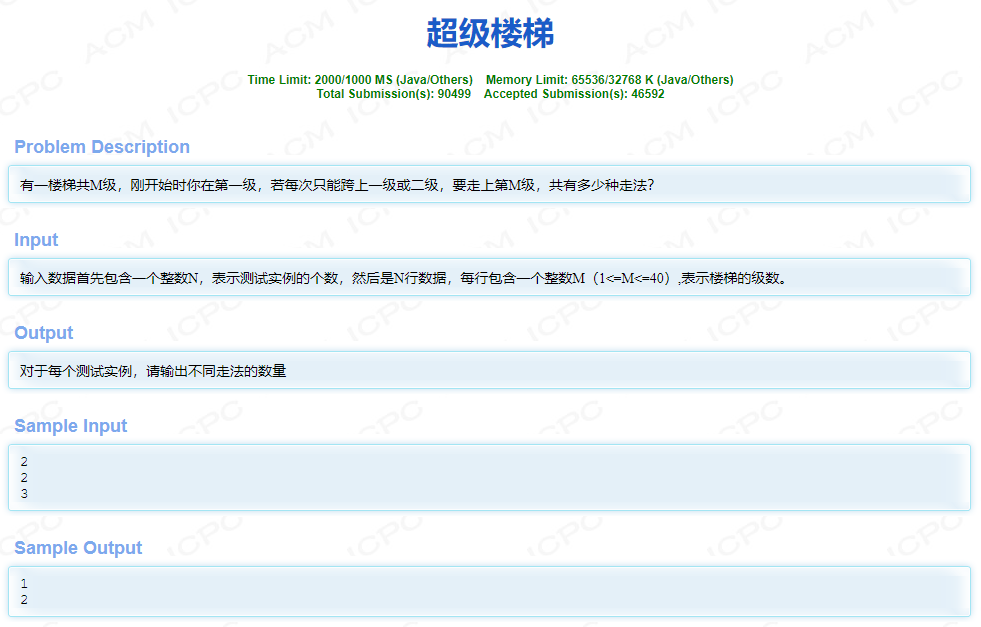 超级楼梯
Time Limit: 2000/1000 MS (Java/Others)    Memory Limit: 65536/32768 K (Java/Others)
Total Submission(s): 90499    Accepted Submission(s): 46592
Problem Description
有一楼梯共M级，刚开始时你在第一级，若每次只能跨上一级或二级，要走上第M级，共有多少种走法？
Input
输入数据首先包含一个整数N，表示测试实例的个数，然后是N行数据，每行包含一个整数M（1<=M<=40）,表示楼梯的级数。
Output
对于每个测试实例，请输出不同走法的数量
Sample Input
2
2
3
Sample Output
1
2